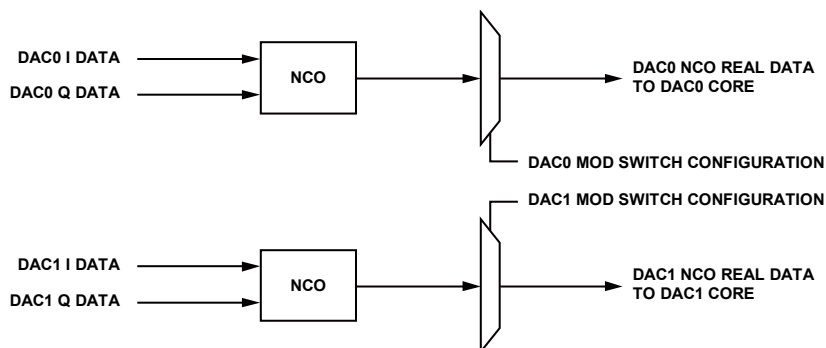 DAC0 I DATA
DAC0 Q DATA
NCO
DAC0 NCO REAL DATA
TO DAC0 CORE
DAC0 MOD SWITCH CONFIGURATION
DAC1 MOD SWITCH CONFIGURATION
DAC1 I DATA
DAC1 Q DATA
NCO
DAC1 NCO REAL DATA
TO DAC1 CORE